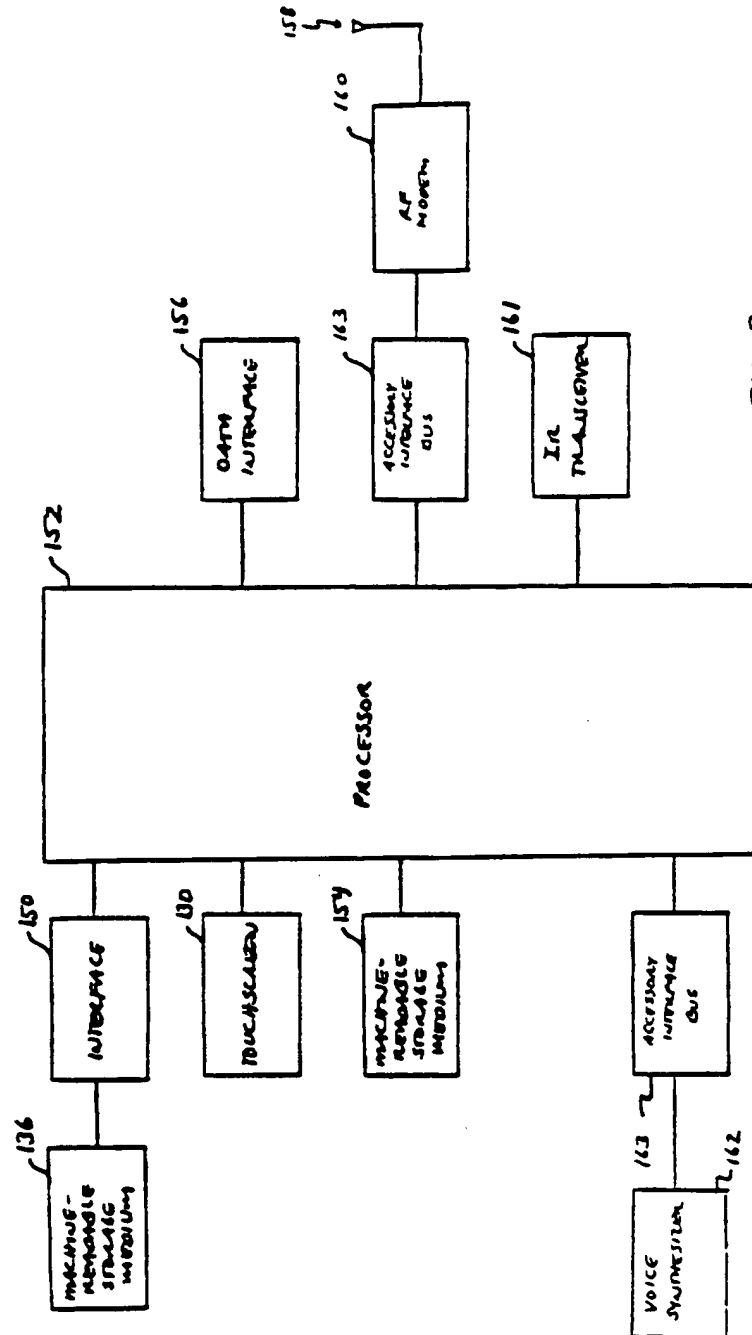 136
MACHINE-
READABLE
STORAGE
MEDIUM
150
INTERFACE
130
TOUCHSCREEN
154
MACHINE-
READABLE
STORAGE
MEDIUM
163
ACCESSORY
INTERFACE
BUS
162
VOICE
SYNTHESIZER
152
PROCESSOR
156
DATA
INTERFACE
163
ACCESSORY
INTERFACE
BUS
160
RF
MODEM
158
161
IR
TRANSCEIVER